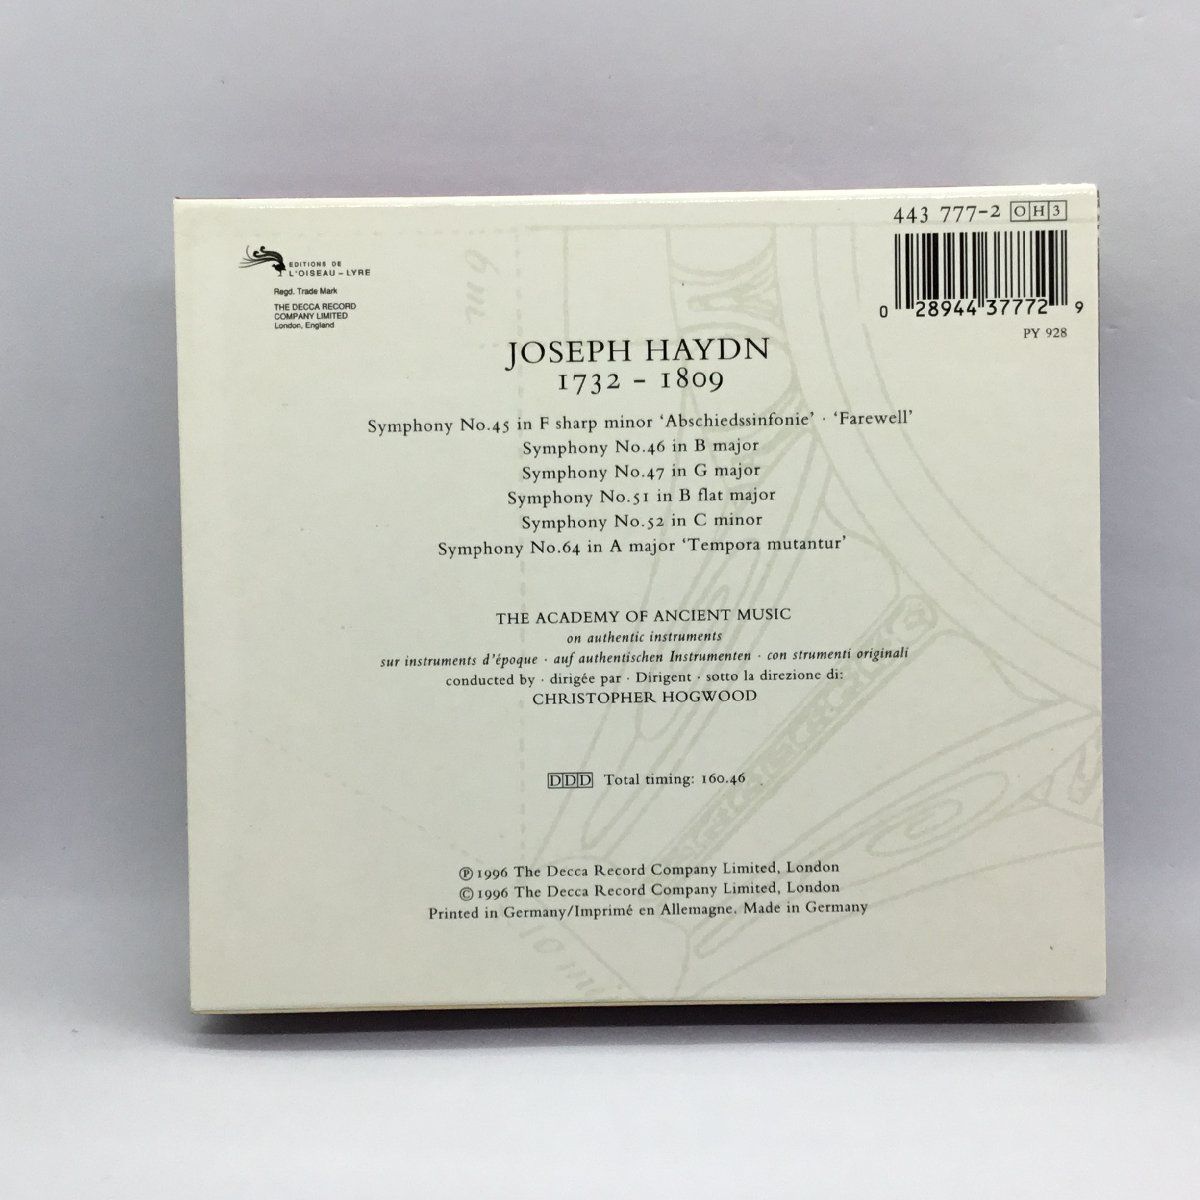 443 777-2 OH3
EDITIONS DE
L'OISEAU-LYRE
Regd. Trade Mark
THE DECCA RECORD
COMPANY LIMITED
London, England
0 28944 37772 9
PY 928
6 m
JOSEPH HAYDN
1732 - 1809
Symphony No.45 in F sharp minor ‘Abschiedssinfonie’ · ‘Farewell’
Symphony No.46 in B major
Symphony No.47 in G major
Symphony No.51 in B flat major
Symphony No.52 in C minor
Symphony No.64 in A major ‘Tempora mutantur’
THE ACADEMY OF ANCIENT MUSIC
on authentic instruments
sur instruments d'époque · auf authentischen Instrumenten · con strumenti originali
conducted by · dirigée par · Dirigent · sotto la direzione di:
CHRISTOPHER HOGWOOD
DDD Total timing: 160.46
℗ 1996 The Decca Record Company Limited, London
© 1996 The Decca Record Company Limited, London
Printed in Germany/Imprimé en Allemagne. Made in Germany